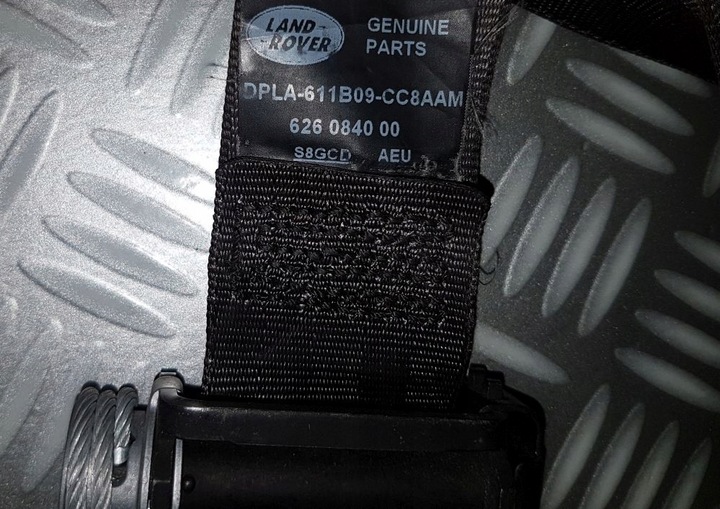 LAND
ROVER
GENUINE
PARTS
DPLA-611B09-CC8AAM
626 0840 00
S8GCD AEU